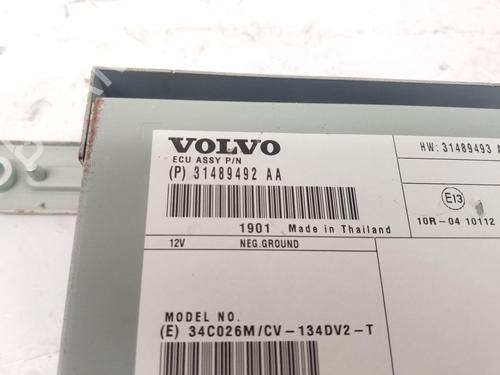 VOLVO
ECU ASSY P/N
(P) 31489492 AA
HW: 31489493 A
1901 Made in Thailand
E13
10R-04 10112
12V NEG.GROUND
MODEL NO.
(E) 34C026M/CV-134DV2-T